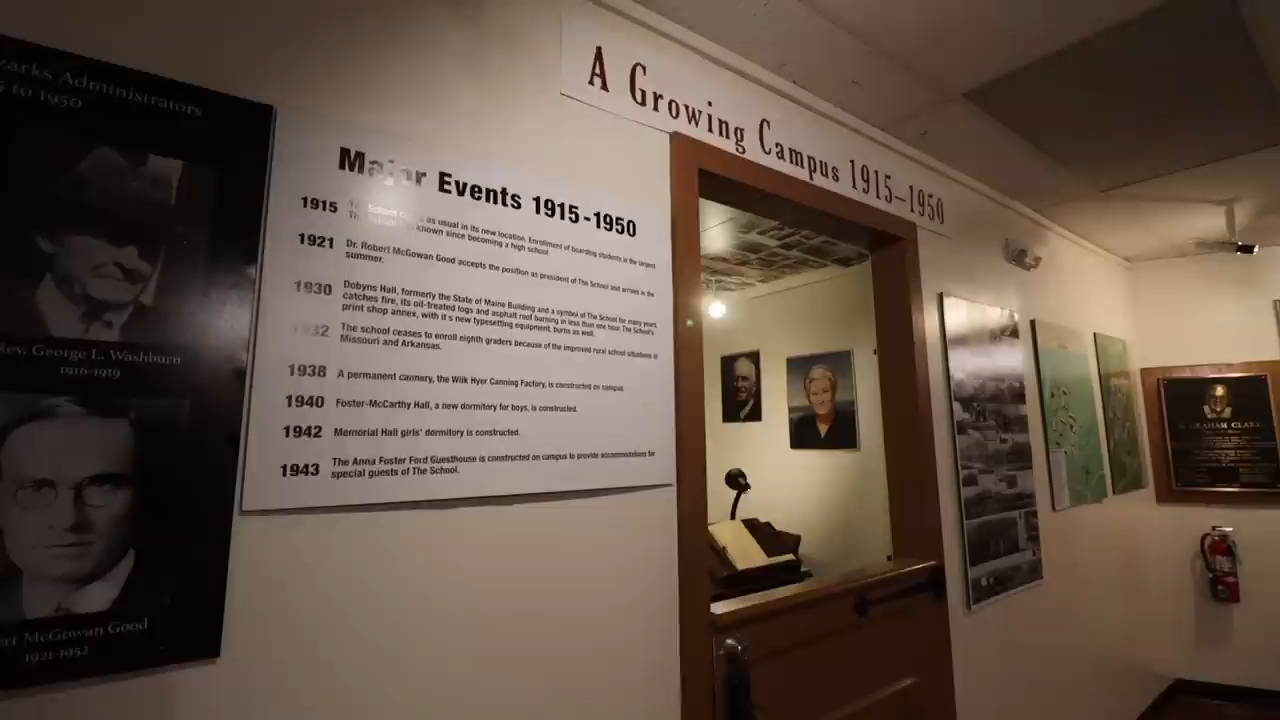 A Growing Campus 1915–1950
zarks Administrators
to 1950
Rev. George L. Washburn
1916-1919
McGowan Good
1921-1952
Major Events 1915-1950
1915 as usual in its new location. Enrollment of boarding students is the largest
known since becoming a high school.
1921 Dr. Robert McGowan Good accepts the position as president of The School and arrives in the
summer.
1930 Dobyns Hall, formerly the State of Maine Building and a symbol of The School for many years,
catches fire, its oil-treated logs and asphalt roof burning in less than one hour. The School's
print shop annex, with it's new typesetting equipment, burns as well.
1932 The school ceases to enroll eighth graders because of the improved rural school situations in
Missouri and Arkansas.
1938 A permanent cannery, the Wilk Hyer Canning Factory, is constructed on campus.
1940 Foster-McCarthy Hall, a new dormitory for boys, is constructed.
1942 Memorial Hall girls' dormitory is constructed.
1943 The Anna Foster Ford Guesthouse is constructed on campus to provide accommodations for
special guests of The School.
GRAHAM CLARK